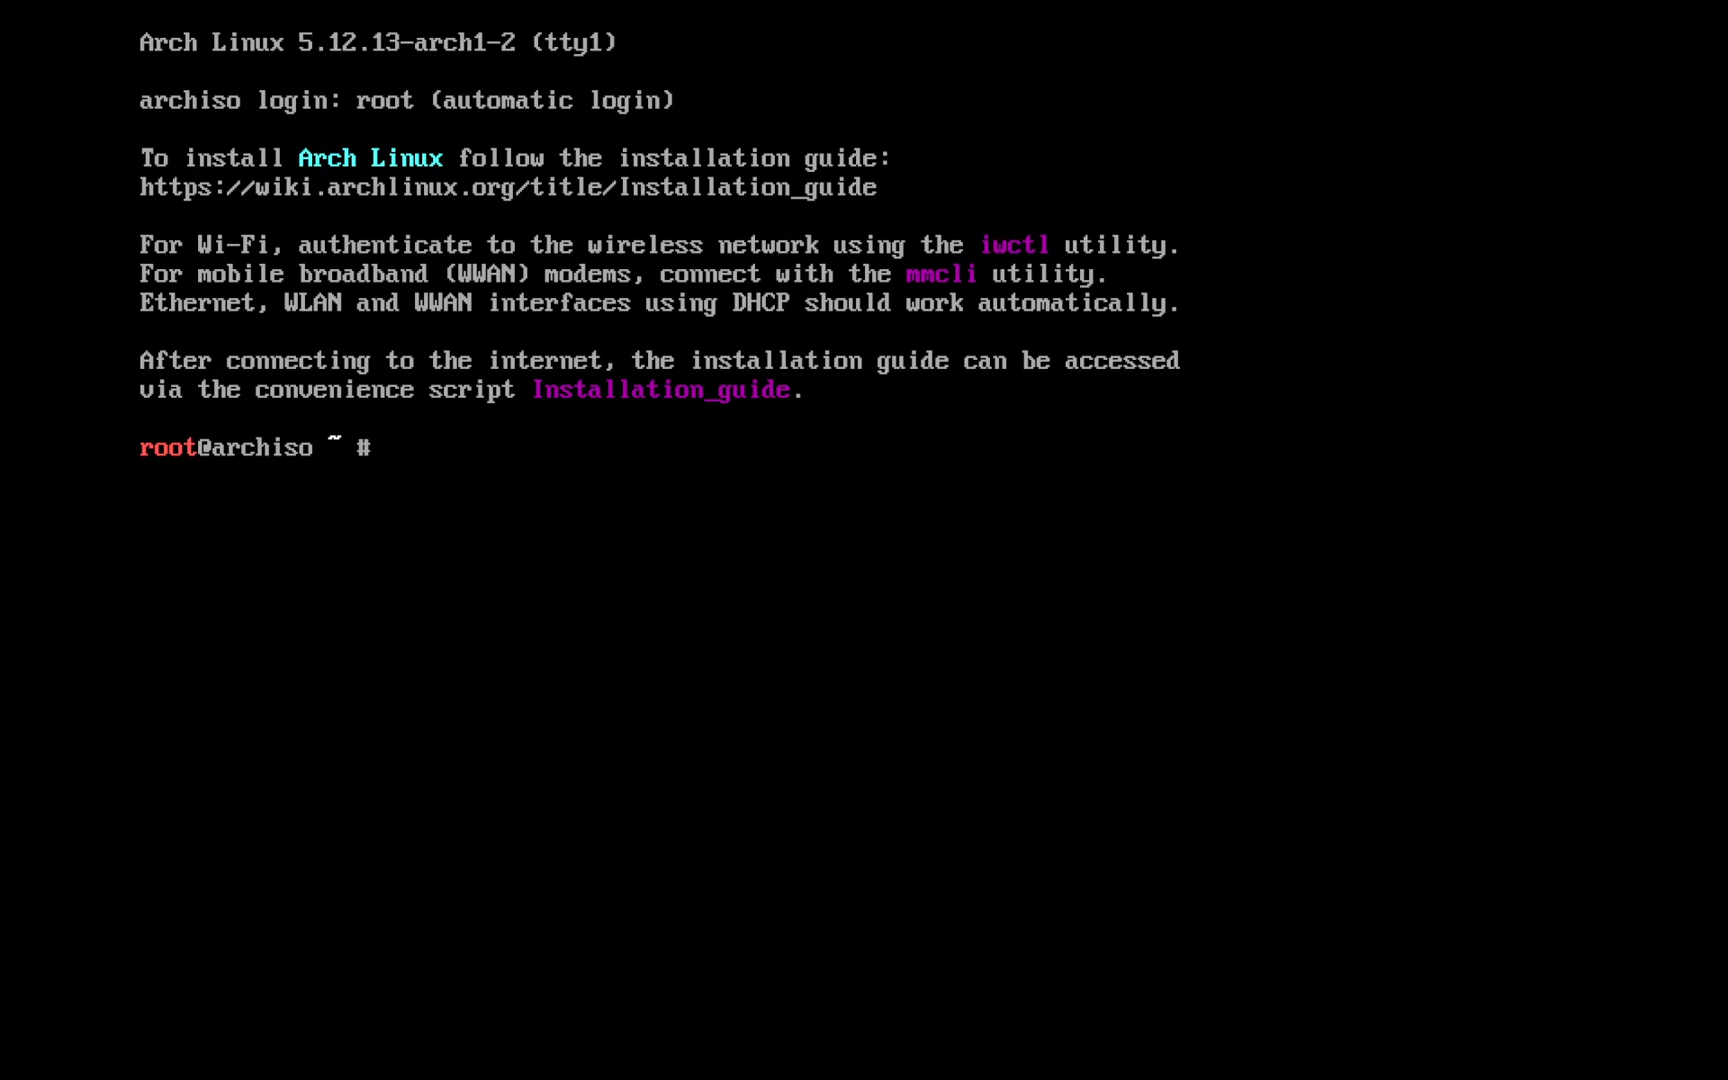 Arch Linux 5.12.13-arch1-2 (tty1)
archiso login: root (automatic login)
To install Arch Linux follow the installation guide:
https://wiki.archlinux.org/title/Installation_guide
For Wi-Fi, authenticate to the wireless network using the iwctl utility.
For mobile broadband (WWAN) modems, connect with the mmcli utility.
Ethernet, WLAN and WWAN interfaces using DHCP should work automatically.
After connecting to the internet, the installation guide can be accessed
via the convenience script Installation_guide.
root@archiso ~ #